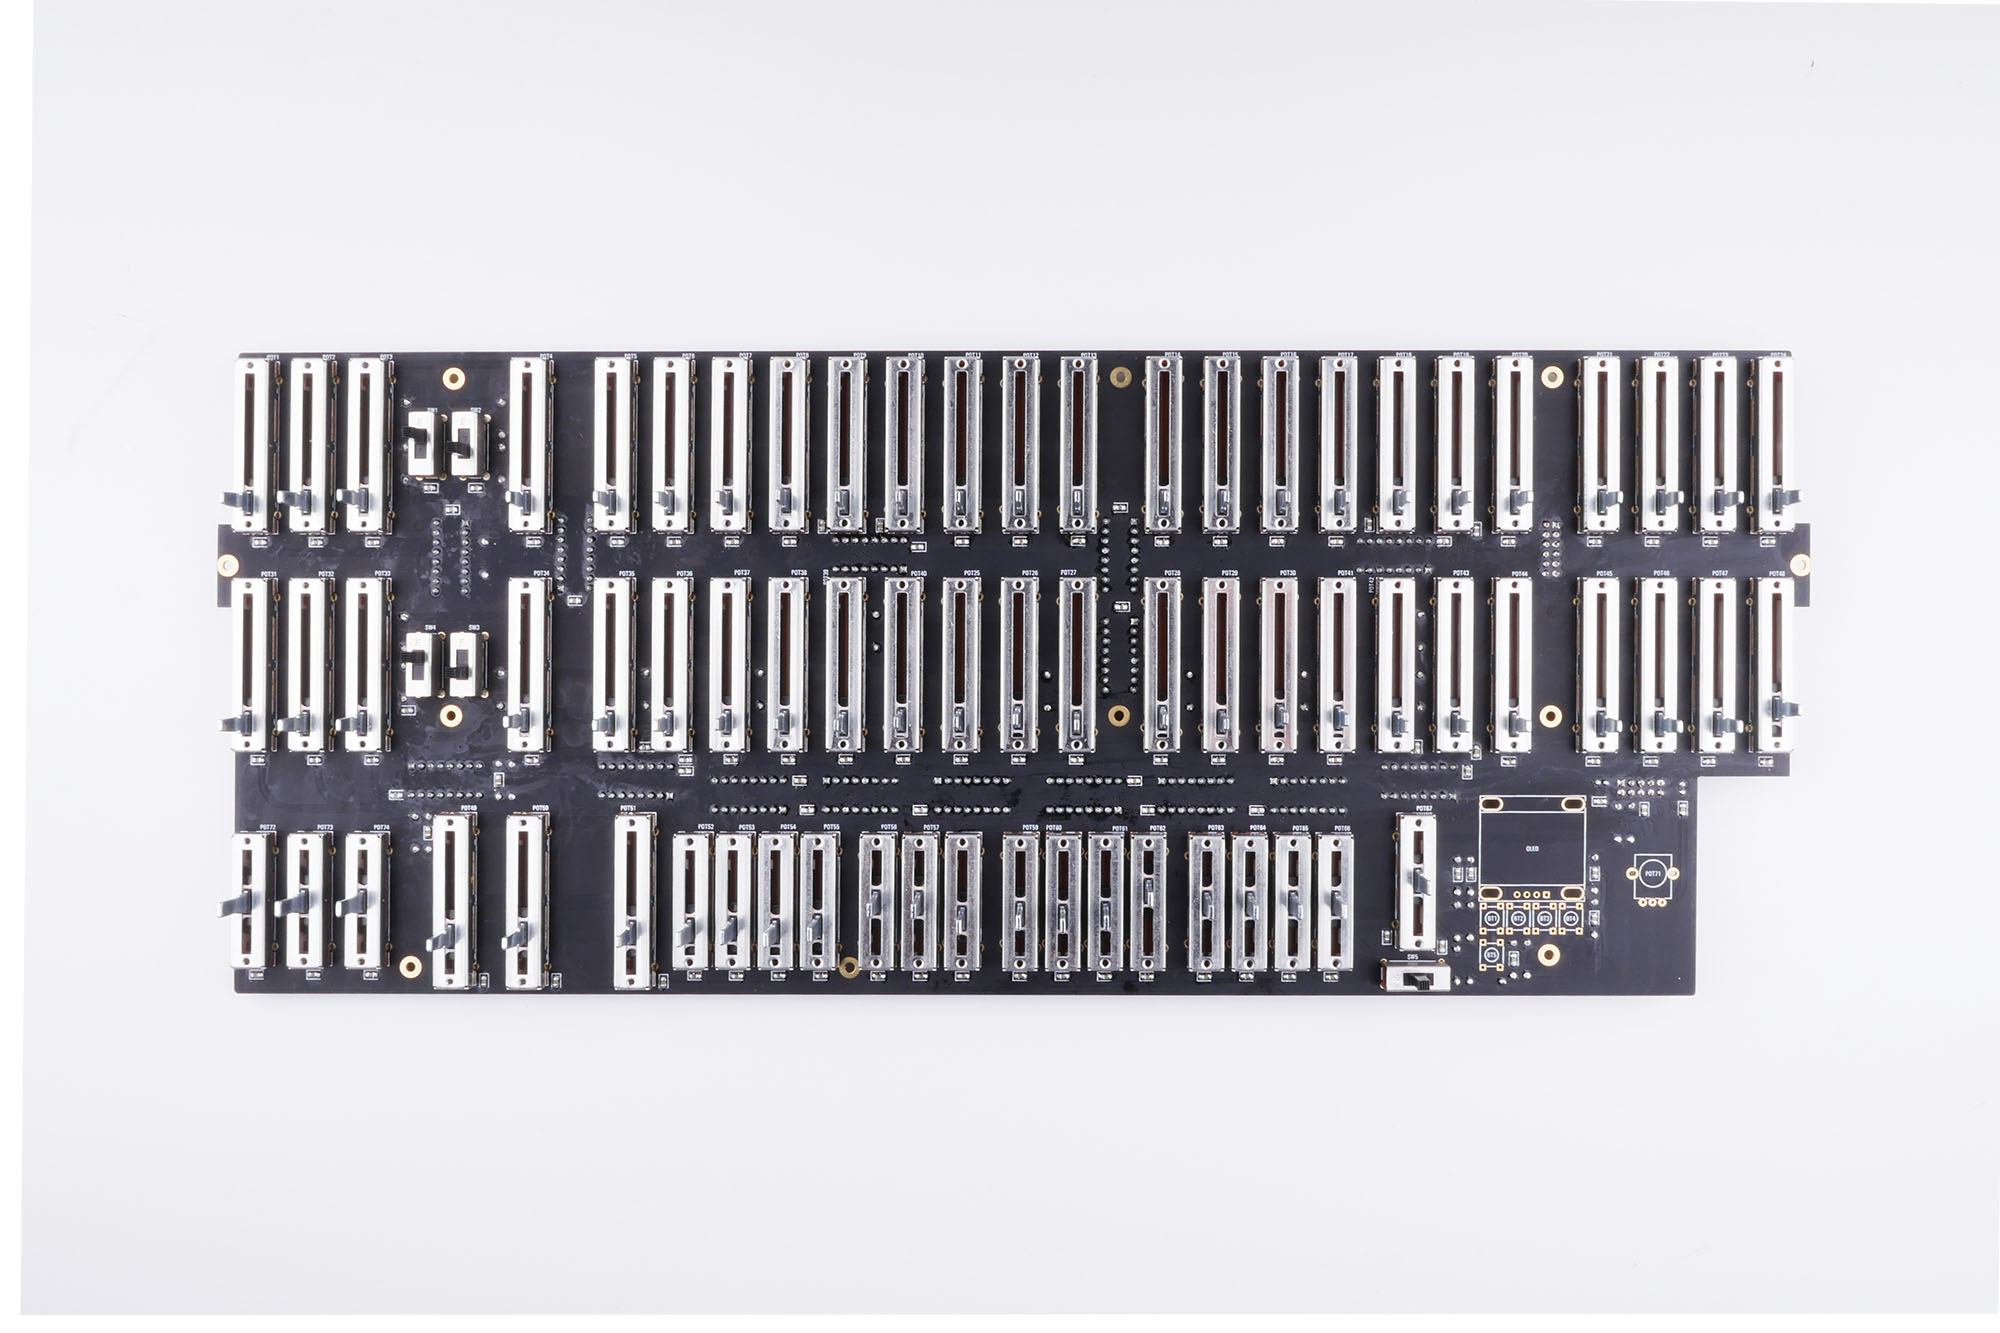 POT1 POT2 POT3 POT4 POT5 POT6 POT7 POT8 POT9 POT10 POT11 POT12 POT13 POT14 POT15 POT16 POT17 POT18 POT19 POT20 POT21 POT22 POT23 POT24
SW1 SW2
POT31 POT32 POT33 POT34 POT35 POT36 POT37 POT38 POT39 POT40 POT25 POT26 POT27 POT28 POT29 POT30 POT41 POT42 POT43 POT44 POT45 POT46 POT47 POT48
SW4 SW3
POT49 POT50 POT51 POT67
POT72 POT73 POT74 POT52 POT53 POT54 POT55 POT56 POT57 POT59 POT60 POT61 POT62 POT63 POT64 POT65 POT66
OLED
POT71
BT1 BT2 BT3 BT4
BT5
SW5